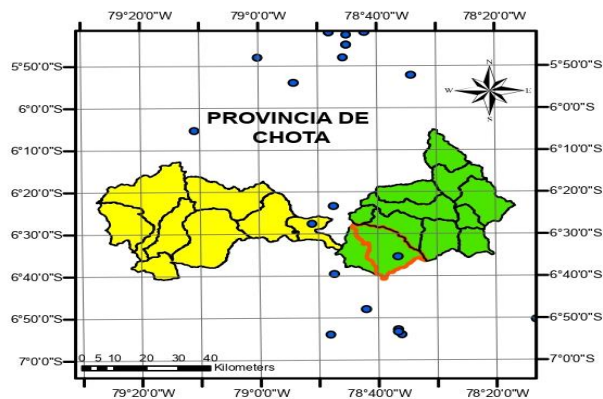 79°20'0"W 79°0'0"W 78°40'0"W 78°20'0"W
5°50'0"S 5°50'0"S
N
W E
S
6°0'0"S 6°0'0"S
PROVINCIA DE
CHOTA
6°10'0"S 6°10'0"S
6°20'0"S 6°20'0"S
6°30'0"S 6°30'0"S
6°40'0"S 6°40'0"S
6°50'0"S 6°50'0"S
7°0'0"S 7°0'0"S
0 5 10 20 30 40
Kilometers
79°20'0"W 79°0'0"W 78°40'0"W 78°20'0"W